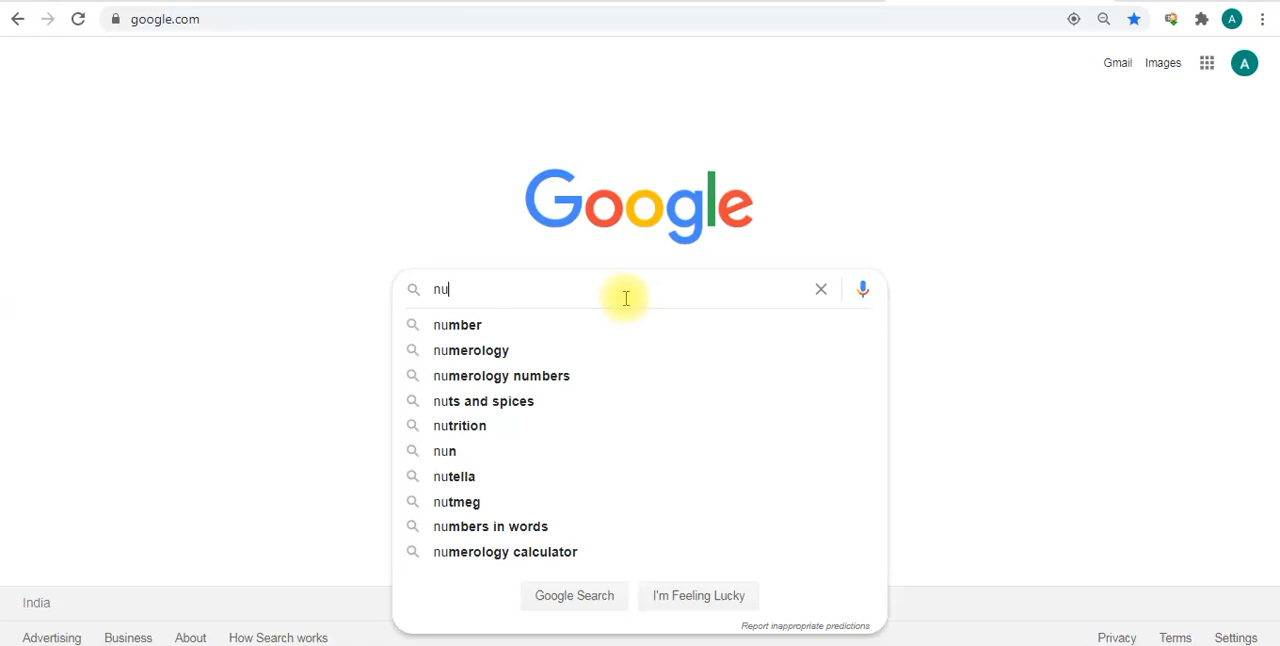 google.com
A
Gmail Images
A
Google
nu
number
numerology
numerology numbers
nuts and spices
nutrition
nun
nutella
nutmeg
numbers in words
numerology calculator
Google Search I'm Feeling Lucky
Report inappropriate predictions
India
Advertising Business About How Search works Privacy Terms Settings